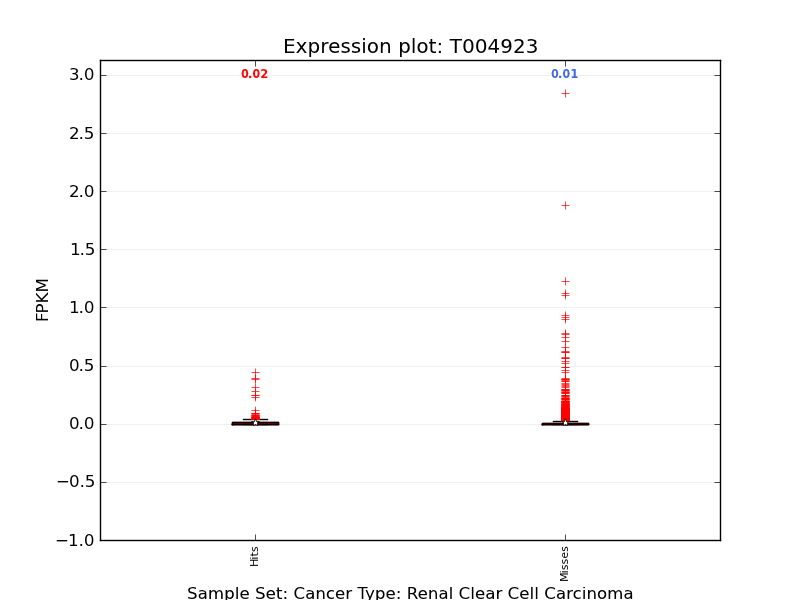 Expression plot: T004923
3.0
0.02
0.01
2.5
2.0
1.5
1.0
0.5
0.0
−0.5
−1.0
FPKM
Hits
Misses
Sample Set: Cancer Type: Renal Clear Cell Carcinoma